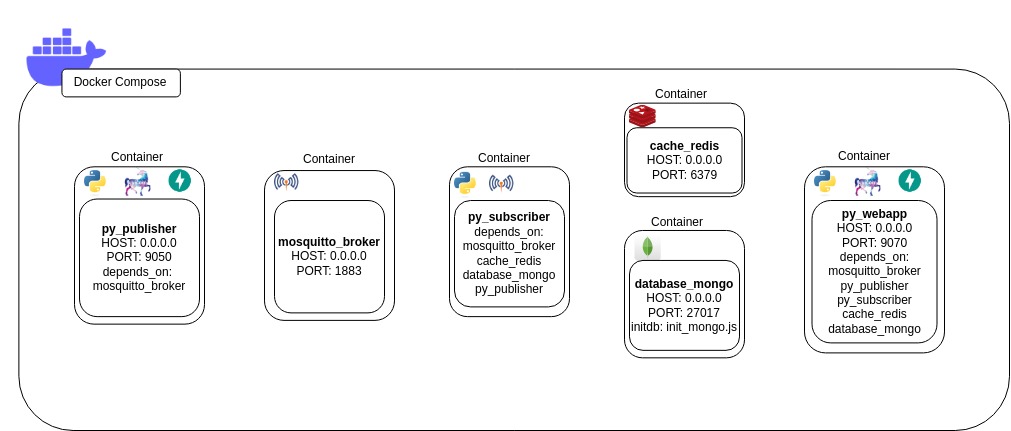 Docker Compose
Container
py_publisher
HOST: 0.0.0.0
PORT: 9050
depends_on:
mosquitto_broker
Container
mosquitto_broker
HOST: 0.0.0.0
PORT: 1883
Container
py_subscriber
depends_on:
mosquitto_broker
cache_redis
database_mongo
py_publisher
Container
cache_redis
HOST: 0.0.0.0
PORT: 6379
Container
database_mongo
HOST: 0.0.0.0
PORT: 27017
initdb: init_mongo.js
Container
py_webapp
HOST: 0.0.0.0
PORT: 9070
depends_on:
mosquitto_broker
py_publisher
py_subscriber
cache_redis
database_mongo